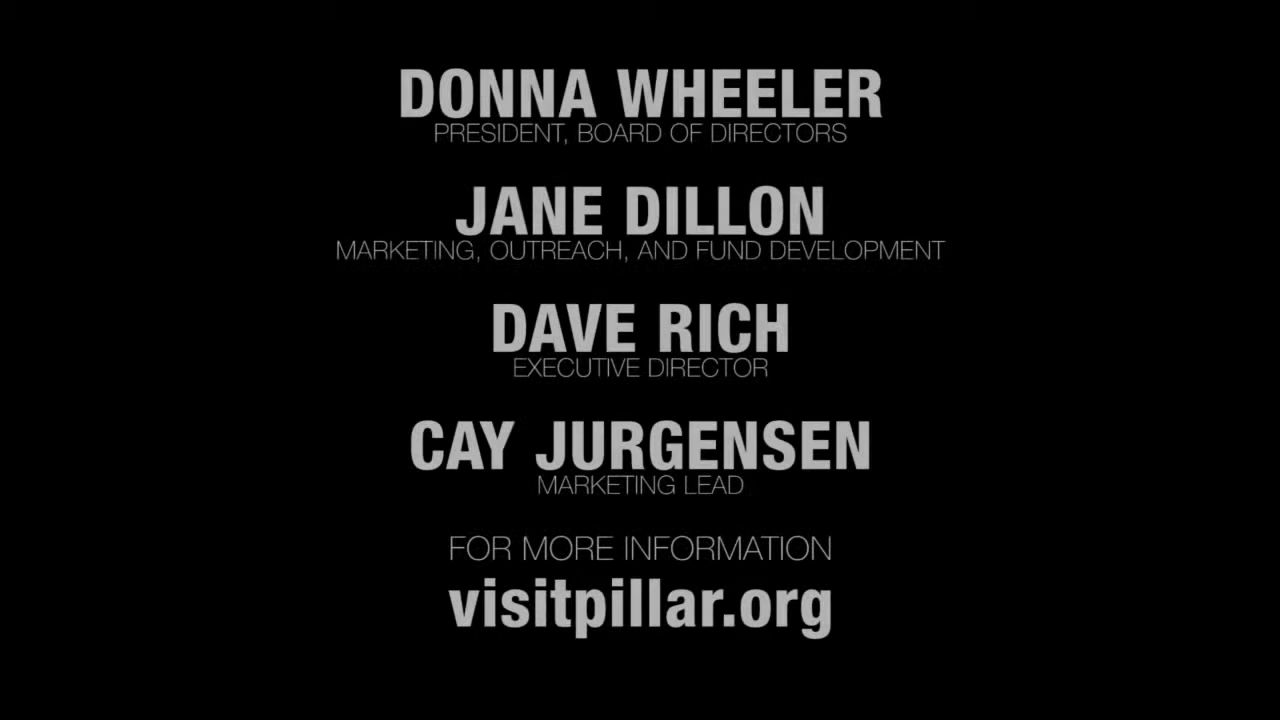 DONNA WHEELER
PRESIDENT, BOARD OF DIRECTORS
JANE DILLON
MARKETING, OUTREACH, AND FUND DEVELOPMENT
DAVE RICH
EXECUTIVE DIRECTOR
CAY JURGENSEN
MARKETING LEAD
FOR MORE INFORMATION
visitpillar.org